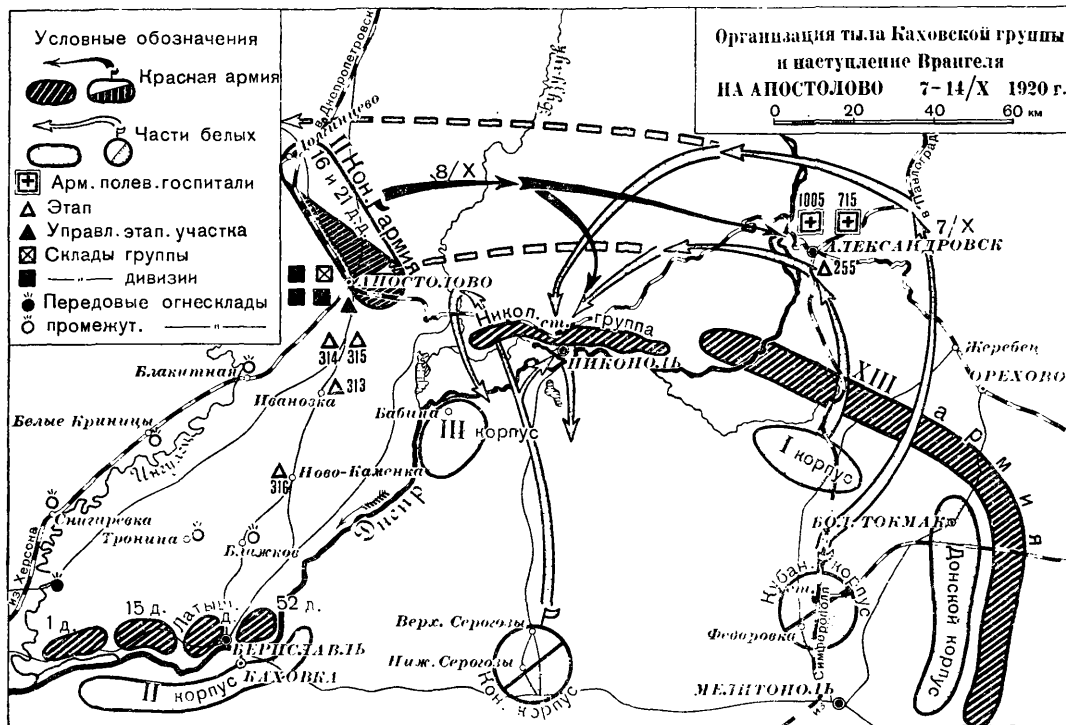 Условные обозначения
Красная армия
Части белых
Арм. полев. госпитали
Этап
Управл. этап. участка
Склады группы
—〃— дивизии
Передовые огнесклады
промежут. —〃—
Организация тыла Каховской группы
и наступление Врангеля
НА АПОСТОЛОВО 7-14/X 1920 г.
0 20 40 60 км
в Днепропетровск
Бузулук
Долгинцево
II Кон. армия
16 и 21 д.д.
8/X
7/X
в Павлоград
1005 715
АЛЕКСАНДРОВСК
255
АПОСТОЛОВО
Никоп. ст. группа
НИКОПОЛЬ
314 315
313
Блакитная
Ивановка
Жеребец
ОРЕХОВО
XIII армия
Белые Криницы
Бабина
III корпус
I корпус
Ингулец
316
Ново-Каменка
Днепр
Снигиревка
Тронина
Блажков
БОЛ. ТОКМАК
из Херсона
1 д.
15 д.
Латыш. д.
52 д.
БЕРИСЛАВЛЬ
КАХОВКА
II корпус
Верх. Серогозы
Ниж. Серогозы
Кон. корпус
Кубан. корпус
Федоровка
Донской корпус
МЕЛИТОПОЛЬ
из Симферополя